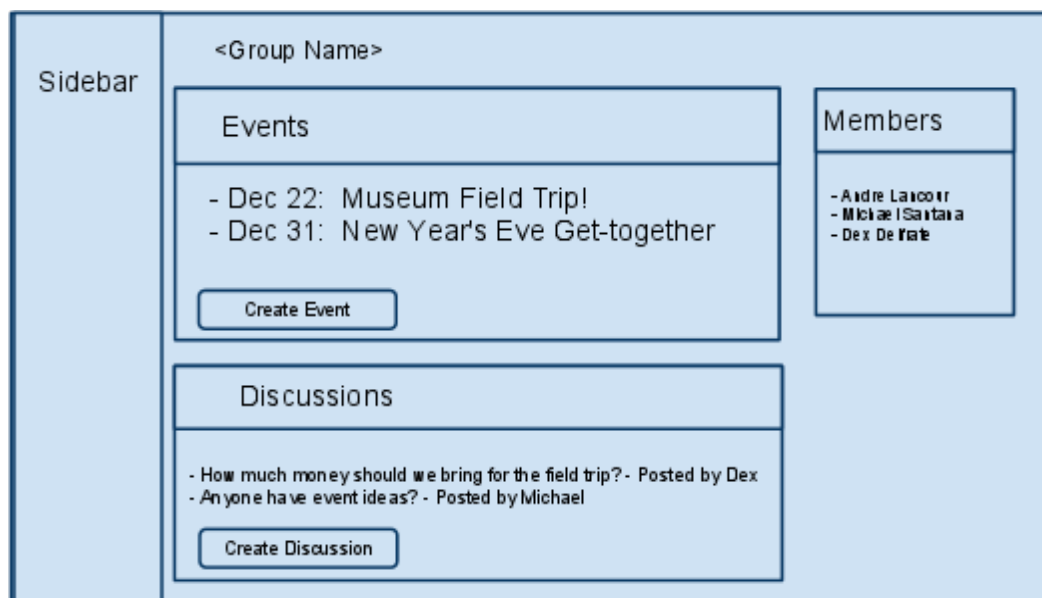 <Group Name>
Sidebar
Events
- Dec 22: Museum Field Trip!
- Dec 31: New Year's Eve Get-together
Create Event
Members
- Andre Lancour
- Michael Santana
- Dex Delfrate
Discussions
- How much money should we bring for the field trip? - Posted by Dex
- Anyone have event ideas? - Posted by Michael
Create Discussion